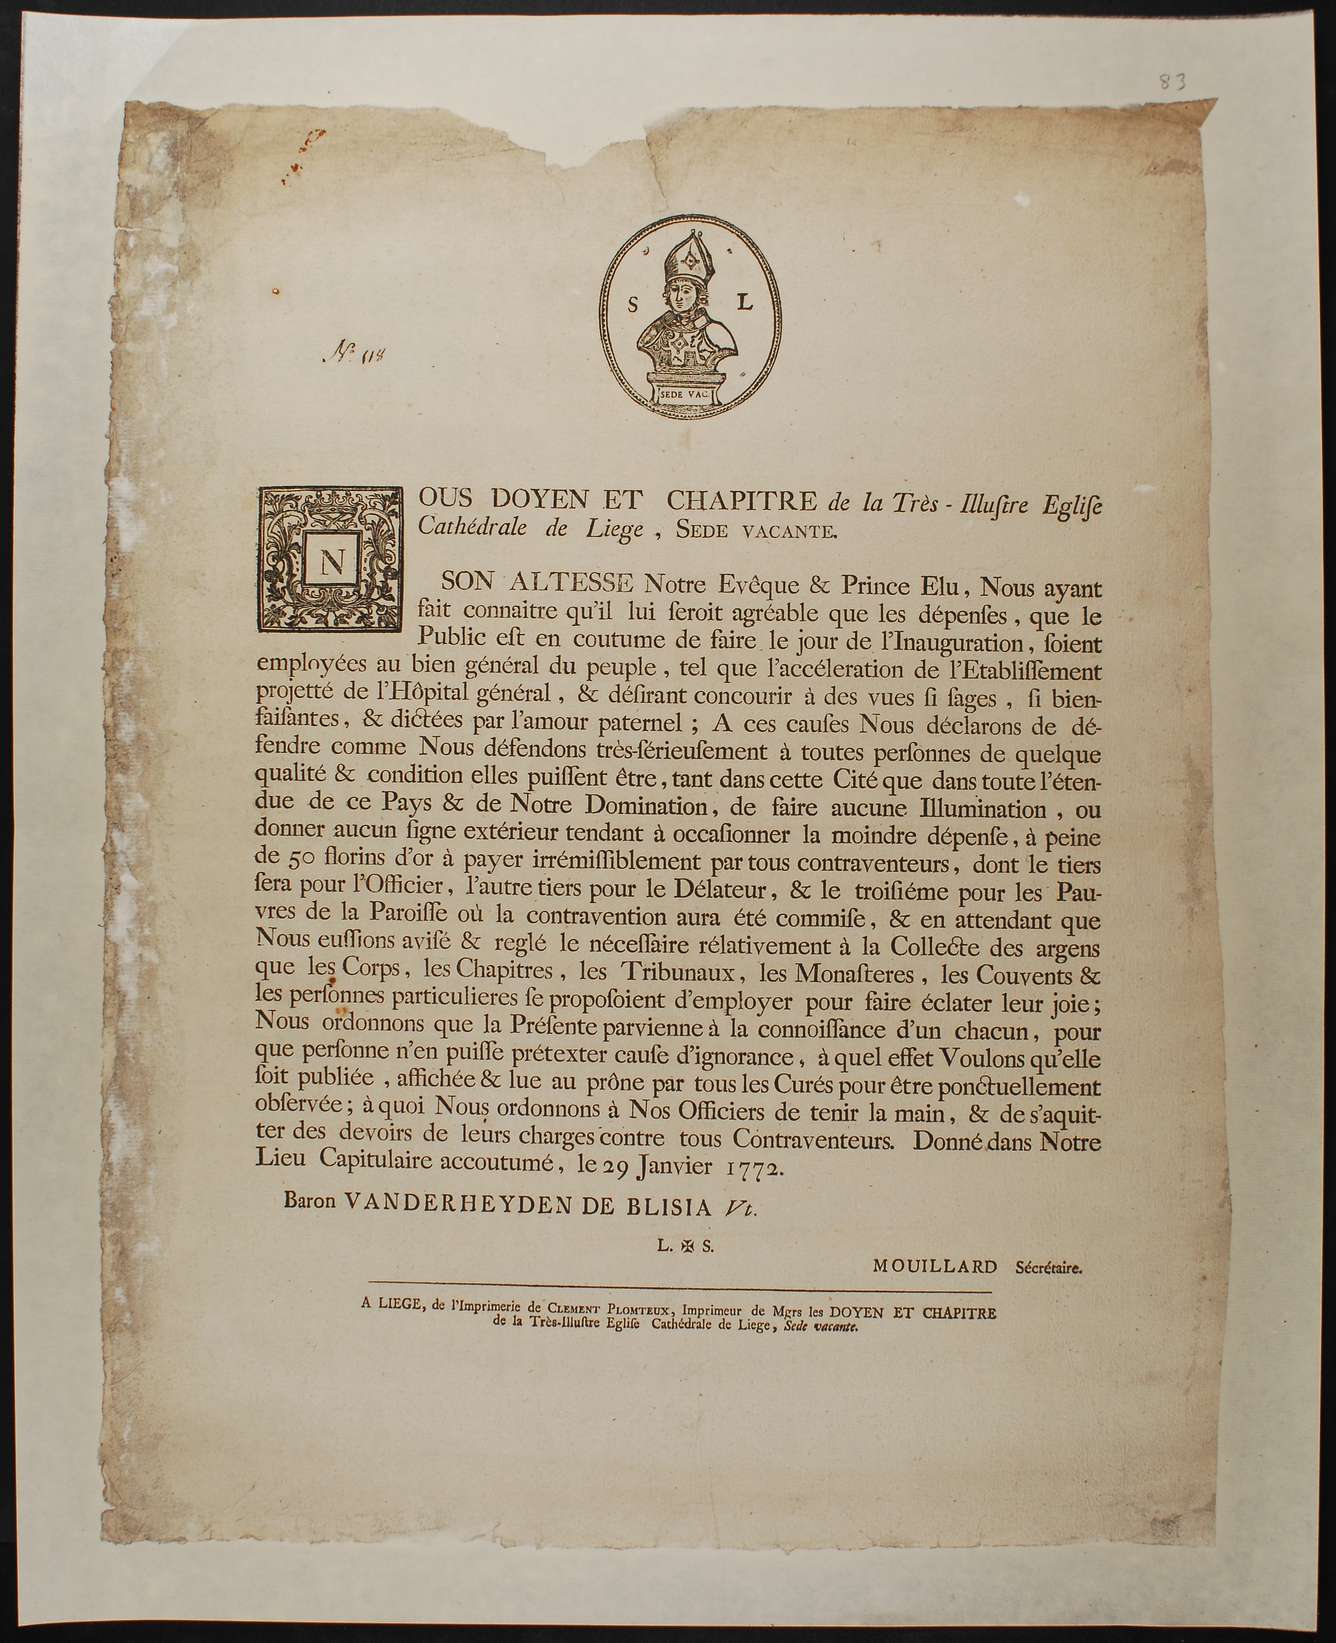 83
S L
Nº 118
SEDE VAC.
NOUS DOYEN ET CHAPITRE de la Très-Illuſtre Egliſe
Cathédrale de Liege, SEDE VACANTE.
SON ALTESSE Notre Evêque & Prince Elu, Nous ayant
fait connaitre qu'il lui ſeroit agréable que les dépenſes, que le
Public eſt en coutume de faire le jour de l'Inauguration, ſoient
employées au bien général du peuple, tel que l'accéleration de l'Etabliſſement
projetté de l'Hôpital général, & déſirant concourir à des vues ſi ſages, ſi bien-
faiſantes, & dictées par l'amour paternel; A ces cauſes Nous déclarons de dé-
fendre comme Nous défendons très-ſérieuſement à toutes perſonnes de quelque
qualité & condition elles puiſſent être, tant dans cette Cité que dans toute l'éten-
due de ce Pays & de Notre Domination, de faire aucune Illumination, ou
donner aucun ſigne extérieur tendant à occaſionner la moindre dépenſe, à peine
de 50 florins d'or à payer irrémiſſiblement par tous contraventeurs, dont le tiers
ſera pour l'Officier, l'autre tiers pour le Délateur, & le troiſiéme pour les Pau-
vres de la Paroiſſe où la contravention aura été commiſe, & en attendant que
Nous euſſions aviſé & reglé le néceſſaire rélativement à la Collecte des argens
que les Corps, les Chapitres, les Tribunaux, les Monaſteres, les Couvents &
les perſonnes particulieres ſe propoſoient d'employer pour faire éclater leur joie;
Nous ordonnons que la Préſente parvienne à la connoiſſance d'un chacun, pour
que perſonne n'en puiſſe prétexter cauſe d'ignorance, à quel effet Voulons qu'elle
ſoit publiée, affichée & lue au prône par tous les Curés pour être ponctuellement
obſervée; à quoi Nous ordonnons à Nos Officiers de tenir la main, & de s'aquit-
ter des devoirs de leurs charges contre tous Contraventeurs. Donné dans Notre
Lieu Capitulaire accoutumé, le 29 Janvier 1772.
Baron VANDERHEYDEN DE BLISIA Vt.
L. ✠ S.
MOUILLARD Sécrétaire.
A LIEGE, de l'Imprimerie de CLEMENT PLOMTEUX, Imprimeur de Mgrs les DOYEN ET CHAPITRE
de la Très-Illuſtre Egliſe Cathédrale de Liege, Sede vacante.